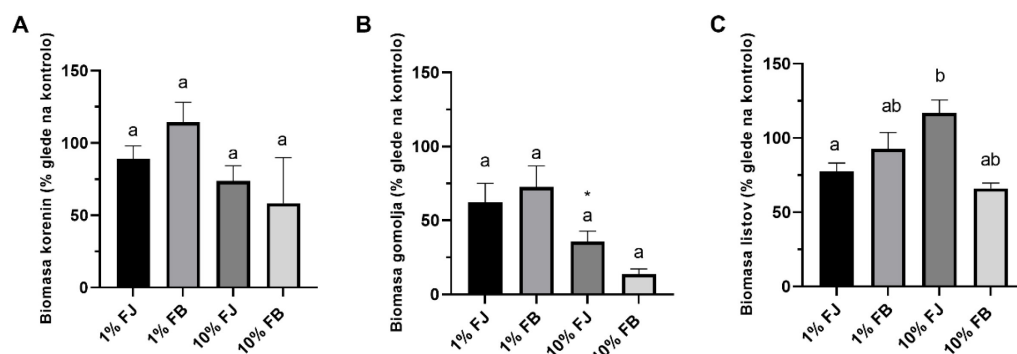 A
Biomasa korenin (% glede na kontrolo)
150
100
50
0
a
a
a
a
1% FJ
1% FB
10% FJ
10% FB
B
Biomasa gomolja (% glede na kontrolo)
150
100
50
0
a
a
*
a
a
1% FJ
1% FB
10% FJ
10% FB
C
Biomasa listov (% glede na kontrolo)
150
100
50
0
a
ab
b
ab
1% FJ
1% FB
10% FJ
10% FB